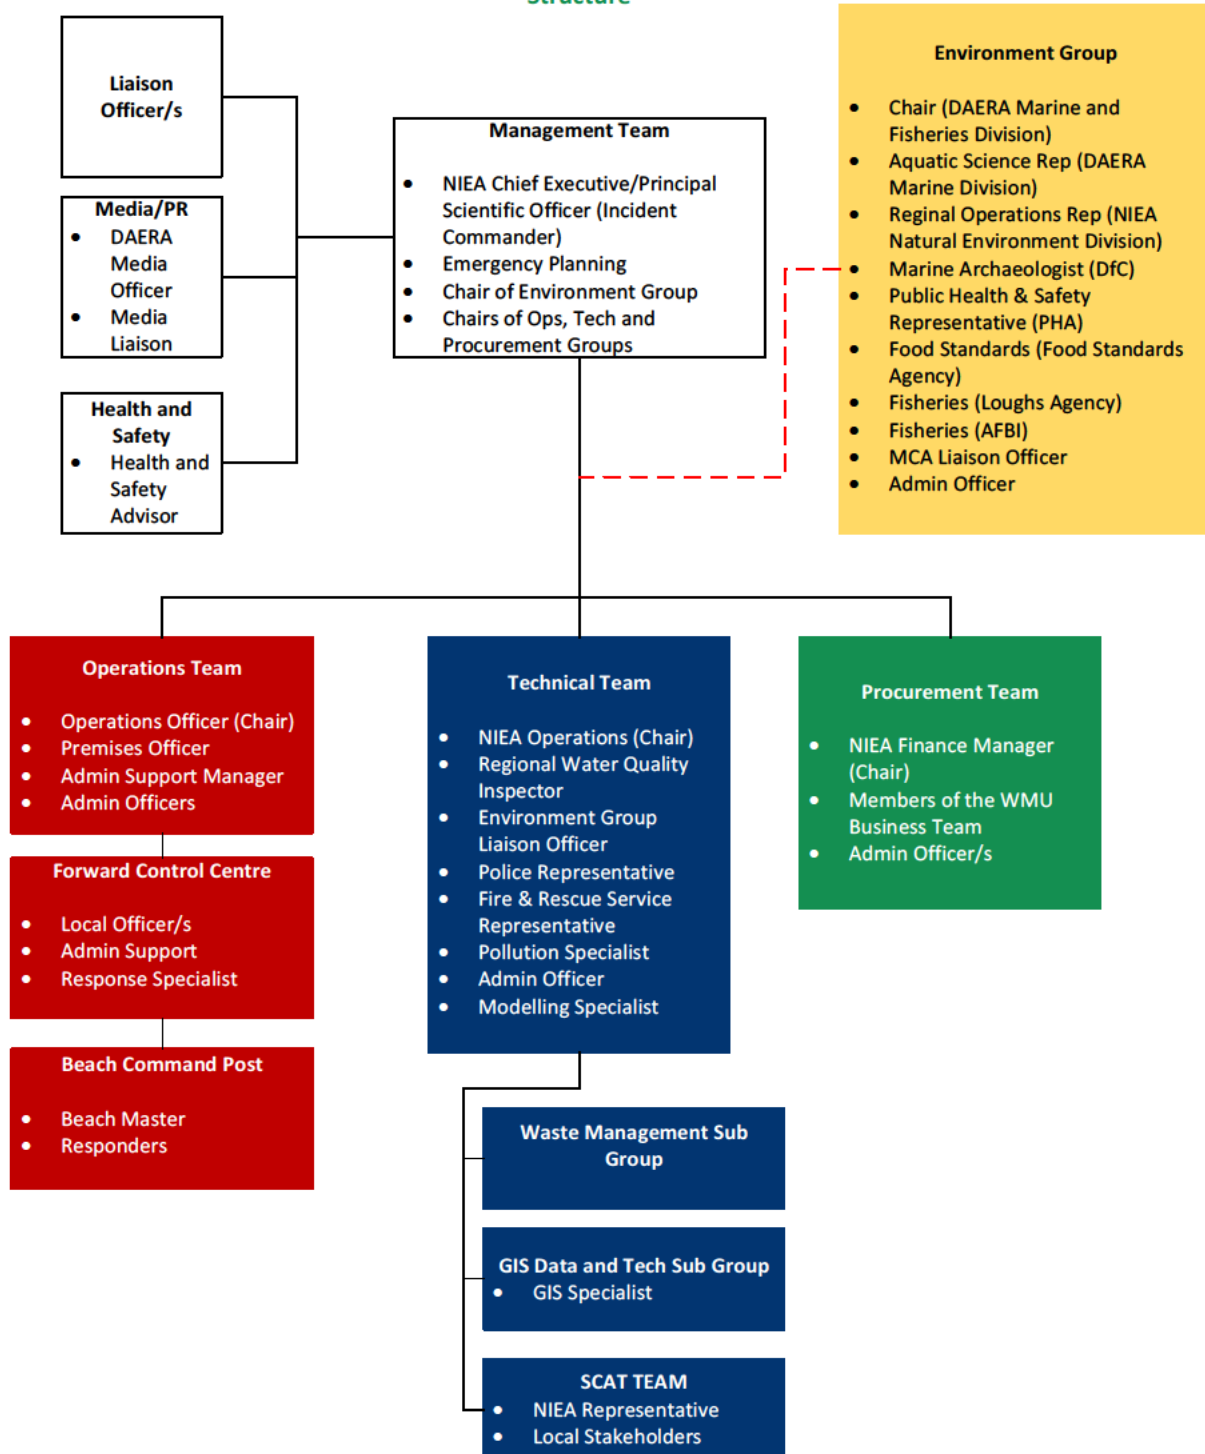 Structure
Liaison
Officer/s
Media/PR
• DAERA
Media
Officer
• Media
Liaison
Health and
Safety
• Health and
Safety
Advisor
Management Team
• NIEA Chief Executive/Principal
Scientific Officer (Incident
Commander)
• Emergency Planning
• Chair of Environment Group
• Chairs of Ops, Tech and
Procurement Groups
Environment Group
• Chair (DAERA Marine and
Fisheries Division)
• Aquatic Science Rep (DAERA
Marine Division)
• Reginal Operations Rep (NIEA
Natural Environment Division)
• Marine Archaeologist (DfC)
• Public Health & Safety
Representative (PHA)
• Food Standards (Food Standards
Agency)
• Fisheries (Loughs Agency)
• Fisheries (AFBI)
• MCA Liaison Officer
• Admin Officer
Operations Team
• Operations Officer (Chair)
• Premises Officer
• Admin Support Manager
• Admin Officers
Forward Control Centre
• Local Officer/s
• Admin Support
• Response Specialist
Beach Command Post
• Beach Master
• Responders
Technical Team
• NIEA Operations (Chair)
• Regional Water Quality
Inspector
• Environment Group
Liaison Officer
• Police Representative
• Fire & Rescue Service
Representative
• Pollution Specialist
• Admin Officer
• Modelling Specialist
Waste Management Sub
Group
GIS Data and Tech Sub Group
• GIS Specialist
SCAT TEAM
• NIEA Representative
• Local Stakeholders
Procurement Team
• NIEA Finance Manager
(Chair)
• Members of the WMU
Business Team
• Admin Officer/s